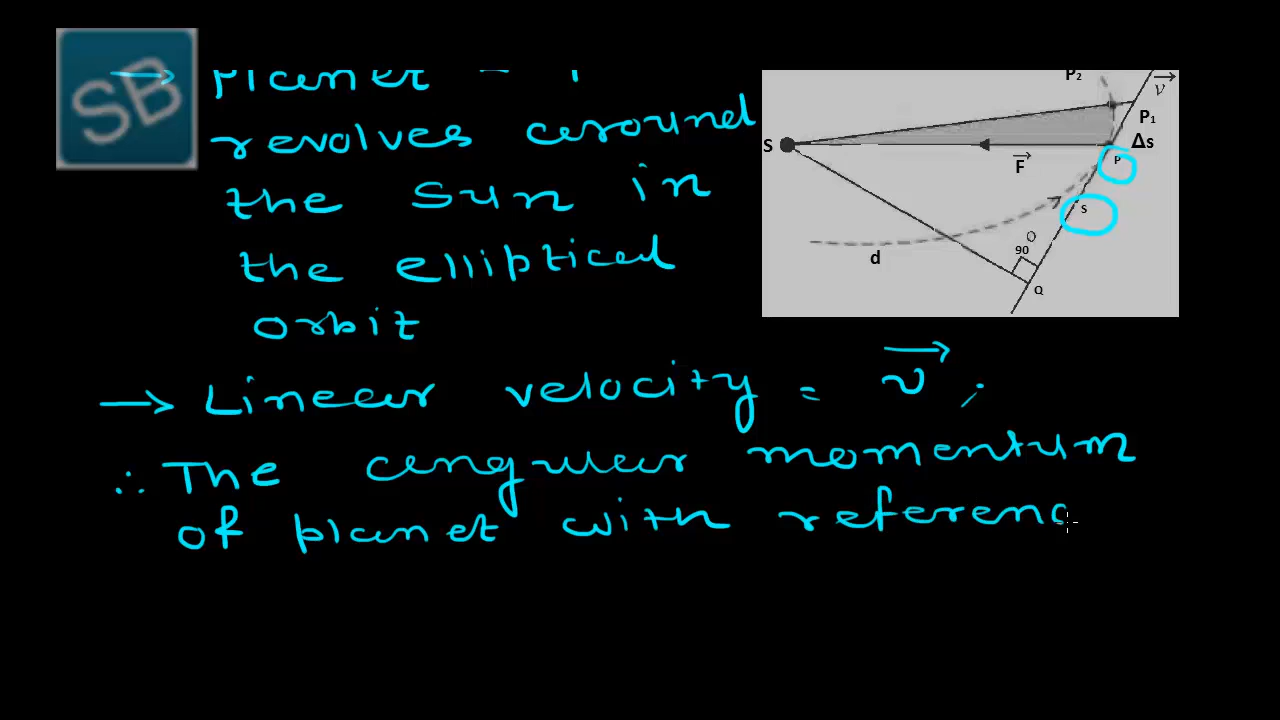 SB
→ planet - P
revolves around
the Sun in
the elliptical
orbit
→ Linear velocity = v ;
∴ The angular momentum
of planet with referenc
P₂
v
P₁
S
Δs
F
P
s
O
90
d
Q